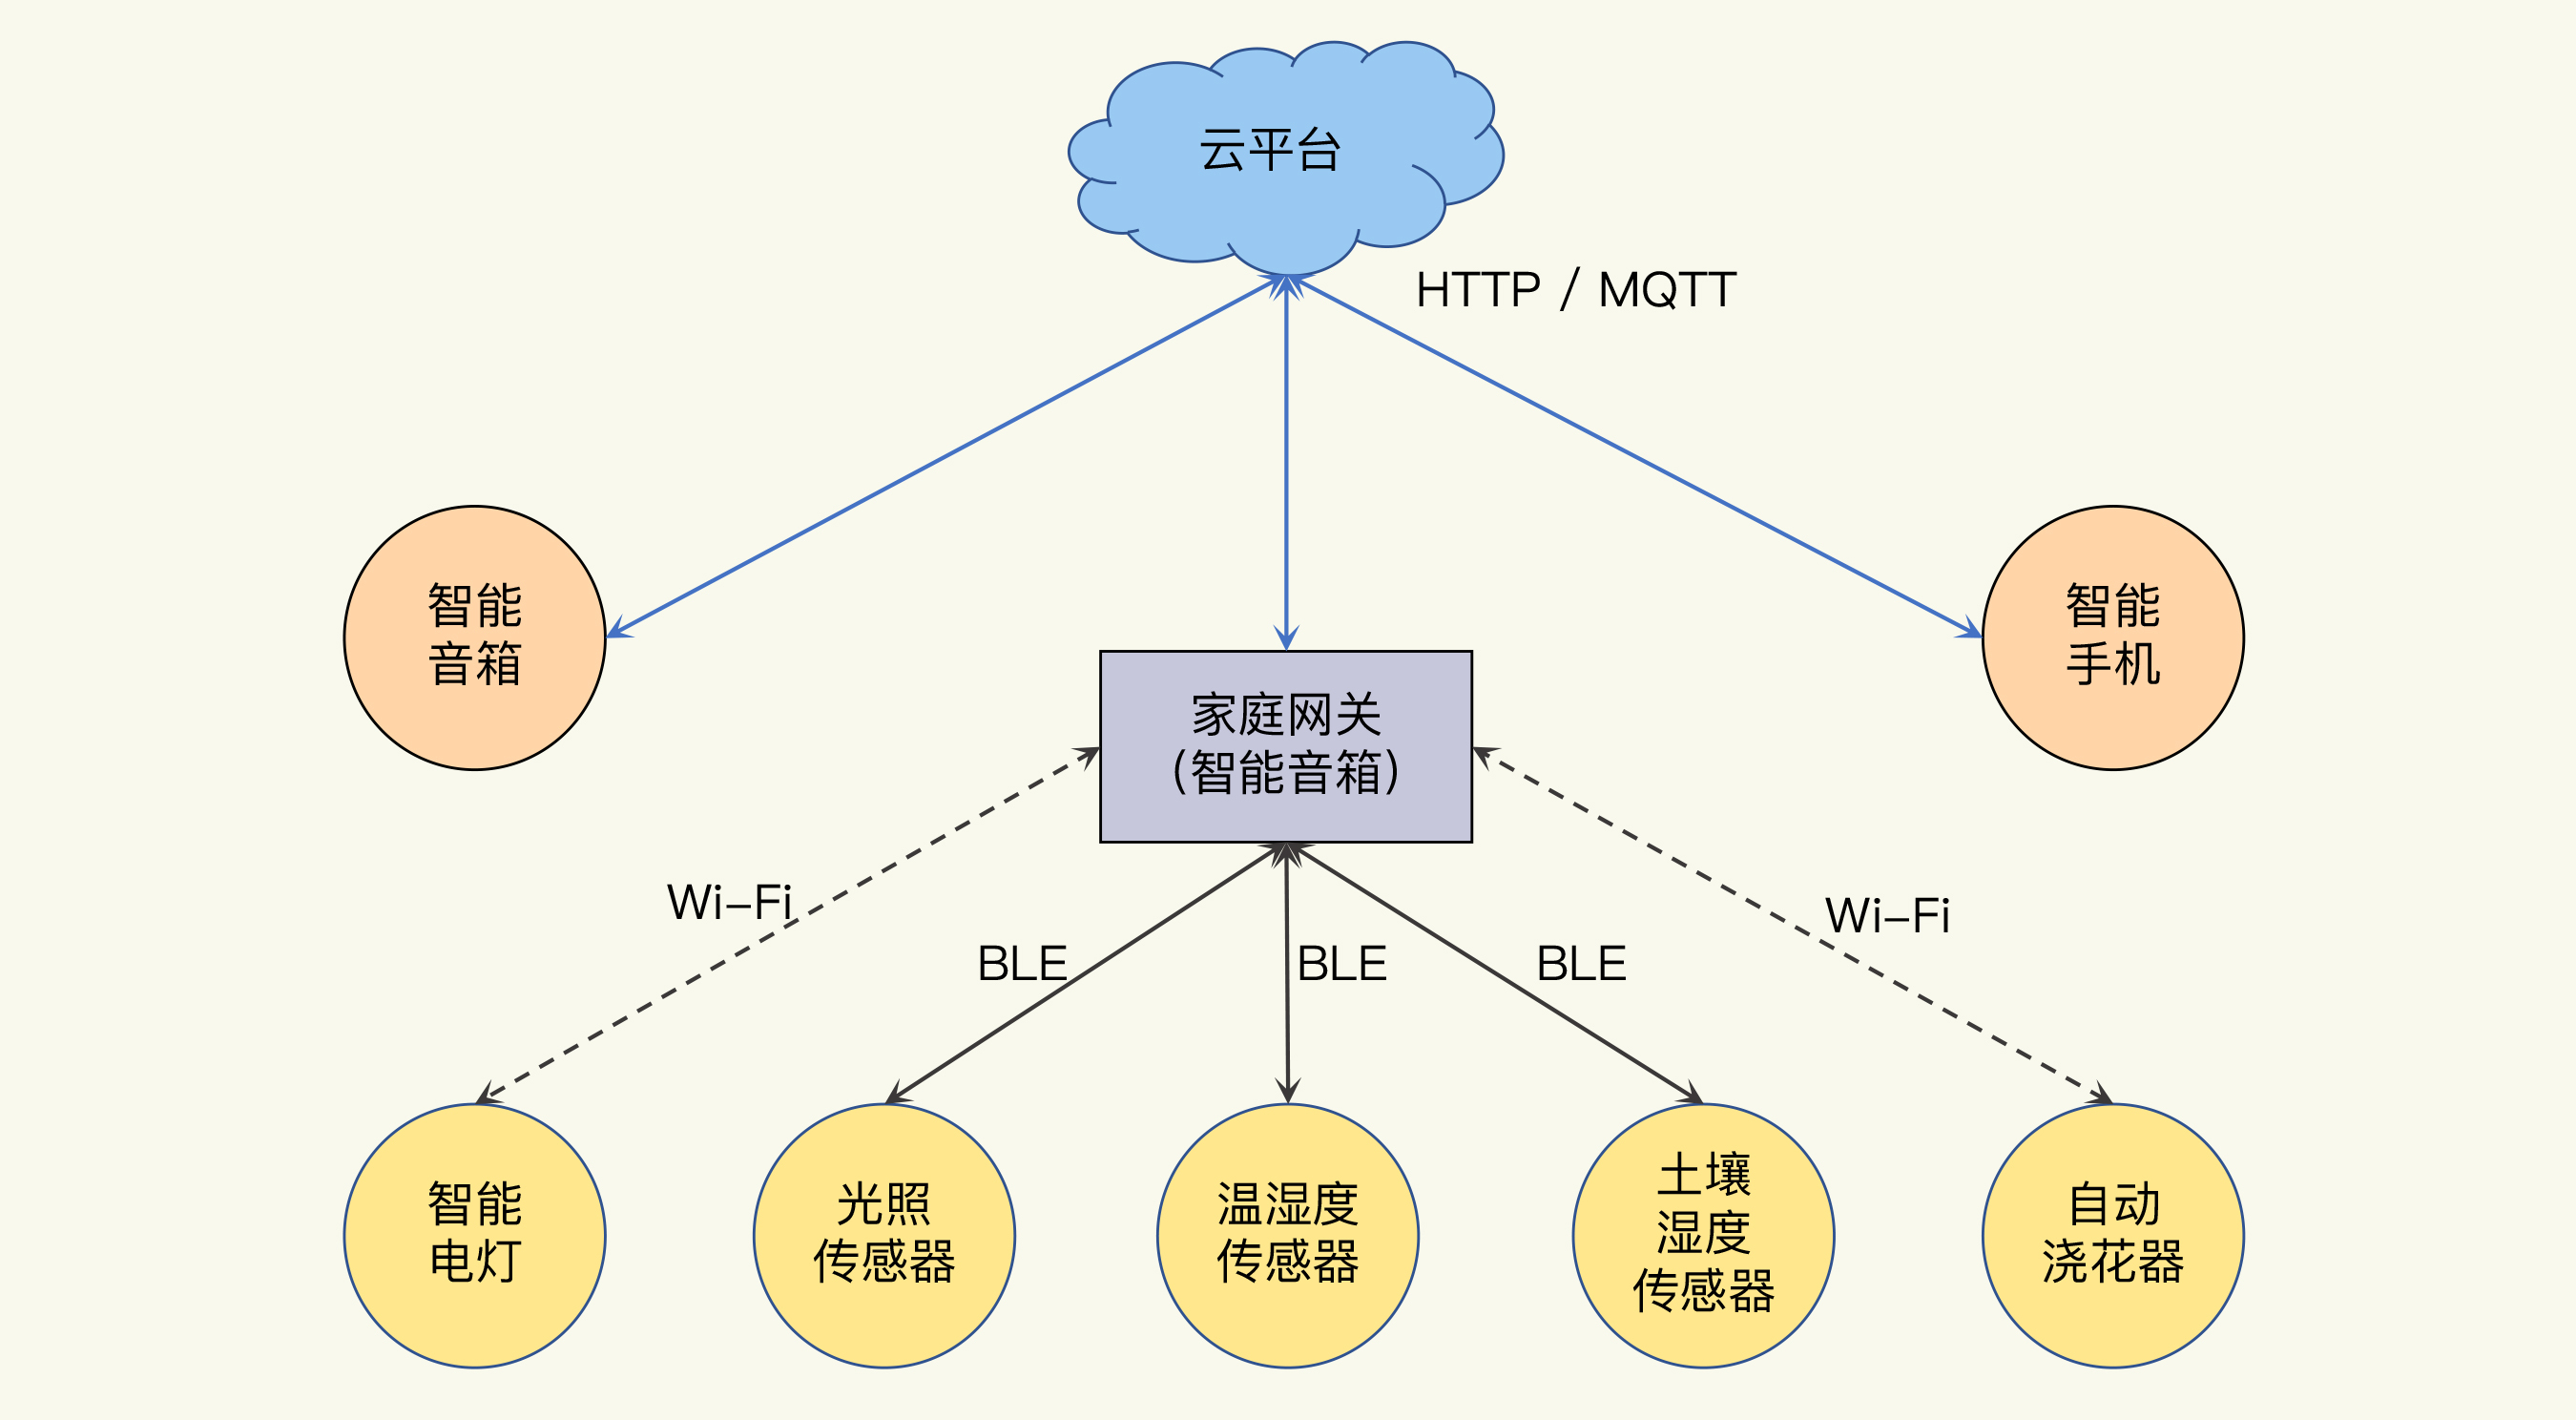 云平台
HTTP / MQTT
智能
音箱
智能
手机
家庭网关
(智能音箱)
Wi-Fi
Wi-Fi
BLE
BLE
BLE
智能
电灯
光照
传感器
温湿度
传感器
土壤
湿度
传感器
自动
浇花器